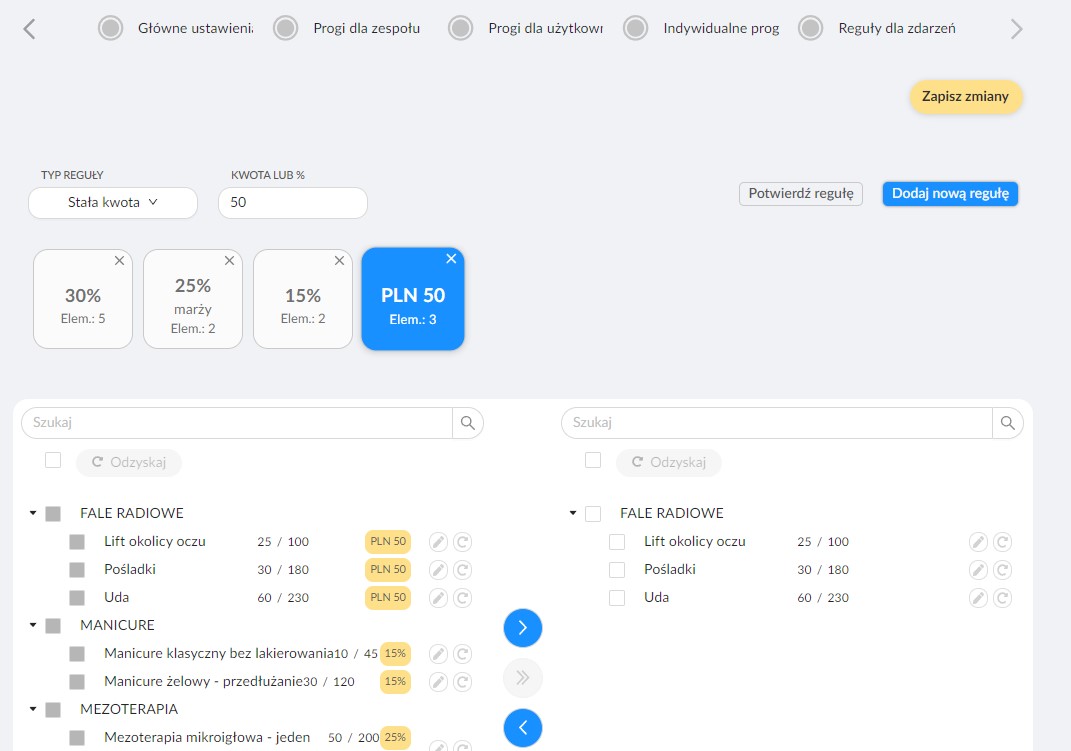 Główne ustawieni
Progi dla zespołu
Progi dla użytkow
Indywidualne prog
Reguły dla zdarzeń
Zapisz zmiany
TYP REGUŁY
KWOTA LUB %
Stała kwota
50
Potwierdź regułę
Dodaj nową regułę
30%
Elem.: 5
25%
marży
Elem.: 2
15%
Elem.: 2
PLN 50
Elem.: 3
Szukaj
Odzyskaj
FALE RADIOWE
Lift okolicy oczu 25 / 100 PLN 50
Pośladki 30 / 180 PLN 50
Uda 60 / 230 PLN 50
MANICURE
Manicure klasyczny bez lakierowania 10 / 45 15%
Manicure żelowy - przedłużanie 30 / 120 15%
MEZOTERAPIA
Mezoterapia mikroigłowa - jeden 50 / 200 25%
Szukaj
Odzyskaj
FALE RADIOWE
Lift okolicy oczu 25 / 100
Pośladki 30 / 180
Uda 60 / 230